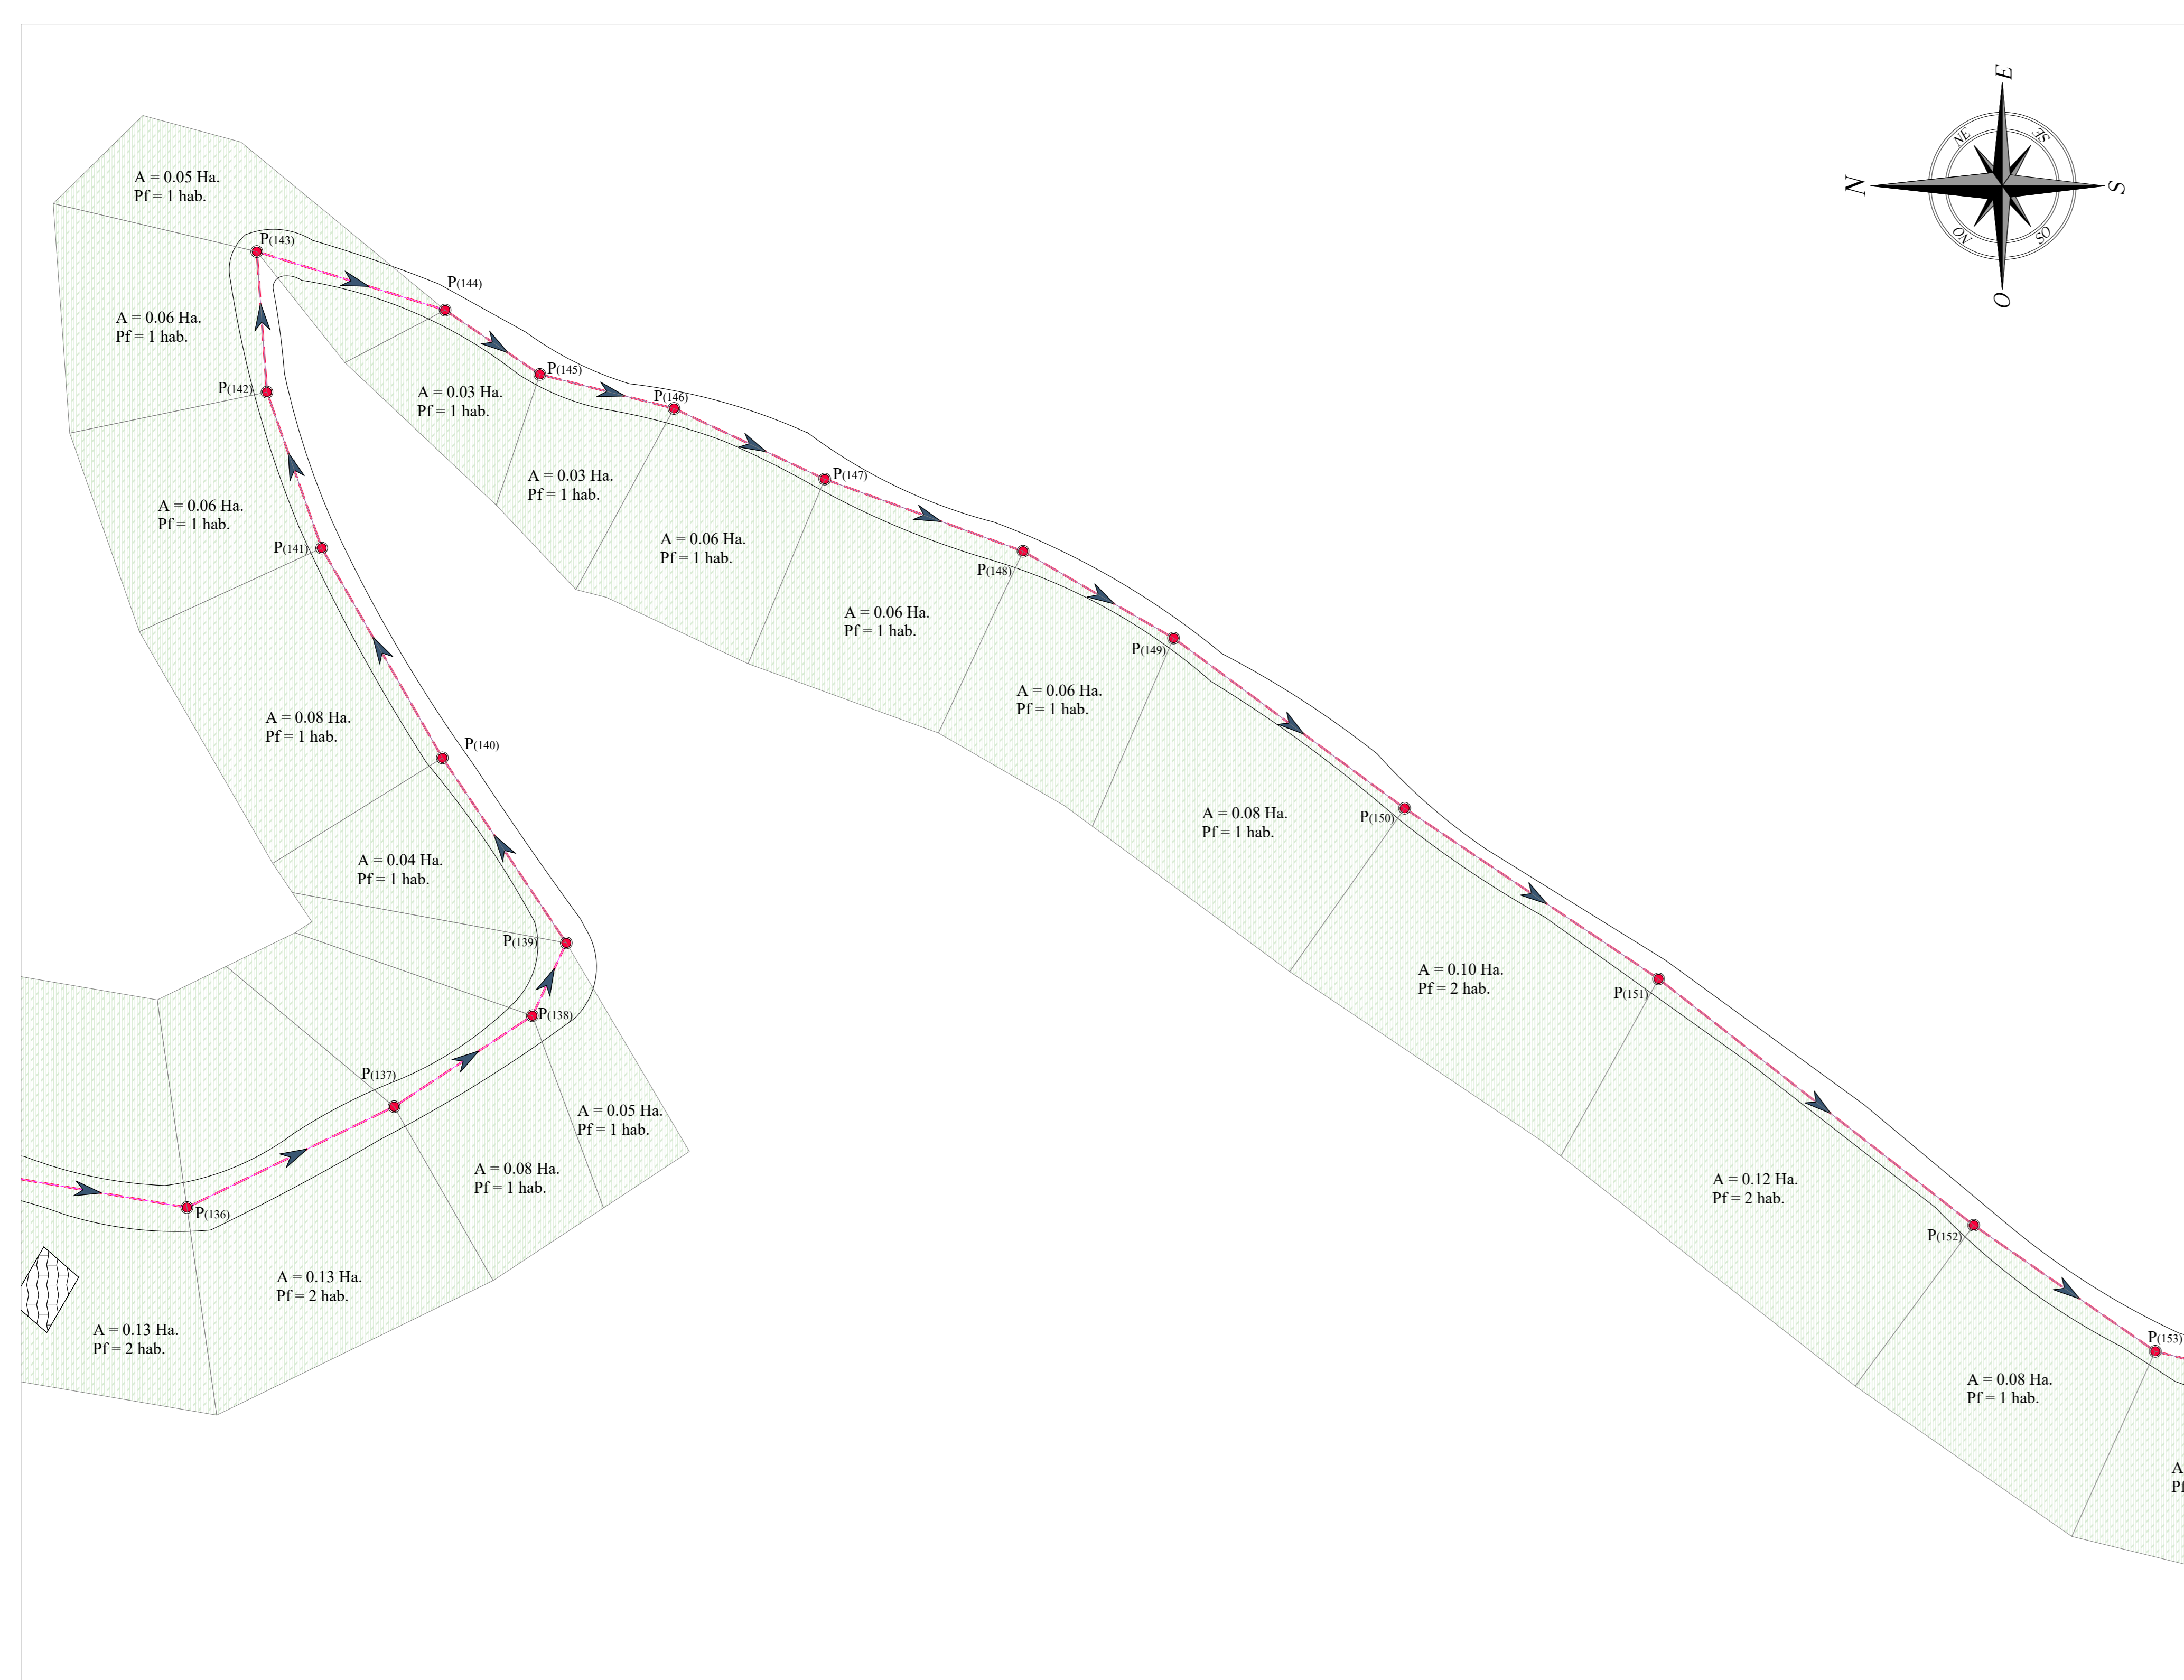 E
NE
SE
N
S
NO
SO
O
A = 0.05 Ha.
Pf = 1 hab.
P(143)
P(144)
A = 0.06 Ha.
Pf = 1 hab.
P(142)
P(145)
A = 0.03 Ha.
Pf = 1 hab.
P(146)
P(147)
A = 0.03 Ha.
Pf = 1 hab.
A = 0.06 Ha.
Pf = 1 hab.
P(141)
A = 0.06 Ha.
Pf = 1 hab.
P(148)
A = 0.06 Ha.
Pf = 1 hab.
P(149)
A = 0.06 Ha.
Pf = 1 hab.
A = 0.08 Ha.
Pf = 1 hab.
P(140)
A = 0.08 Ha.
Pf = 1 hab.
P(150)
A = 0.04 Ha.
Pf = 1 hab.
P(139)
A = 0.10 Ha.
Pf = 2 hab.
P(151)
P(138)
P(137)
A = 0.05 Ha.
Pf = 1 hab.
A = 0.08 Ha.
Pf = 1 hab.
A = 0.12 Ha.
Pf = 2 hab.
P(136)
P(152)
A = 0.13 Ha.
Pf = 2 hab.
A = 0.13 Ha.
Pf = 2 hab.
P(153)
A = 0.08 Ha.
Pf = 1 hab.
A